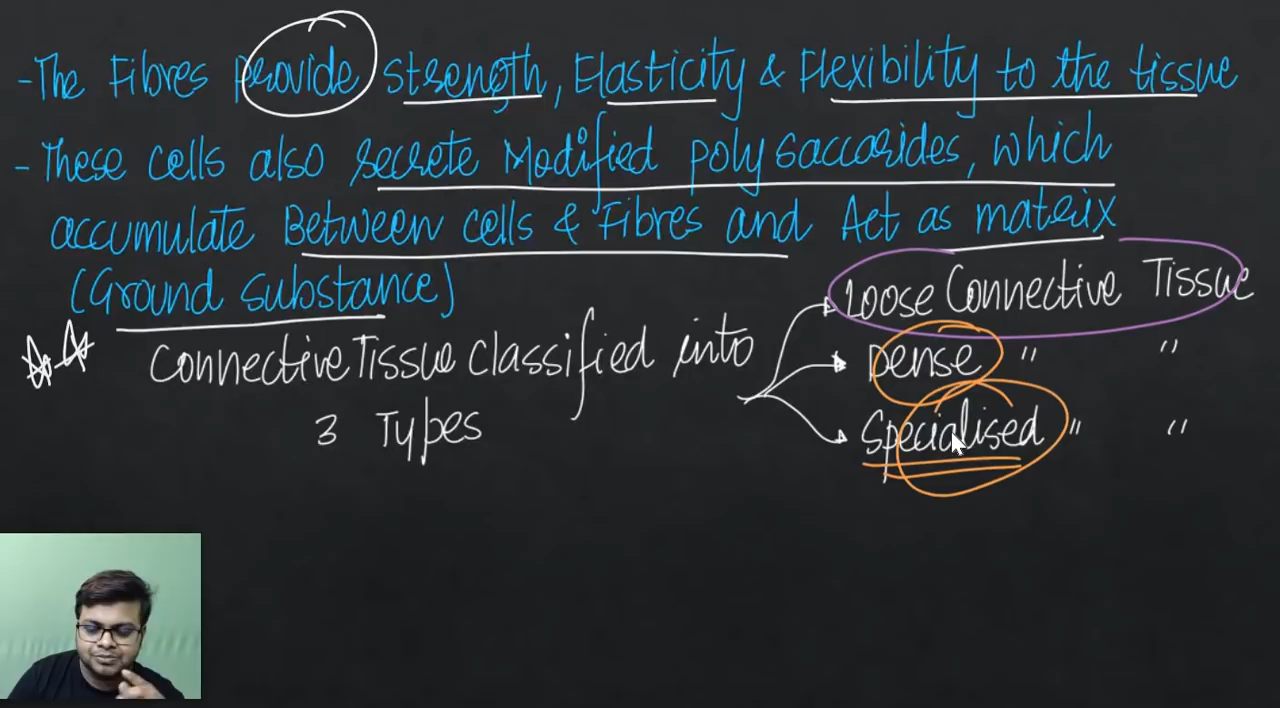 - The Fibres provide strength, Elasticity & Flexibility to the tissue
- These cells also secrete Modified polysaccarides, which
accumulate Between cells & Fibres and Act as matrix
(Ground substance)
Connective Tissue Classified into
3 Types
Loose Connective Tissue
Dense " "
Specialised " "